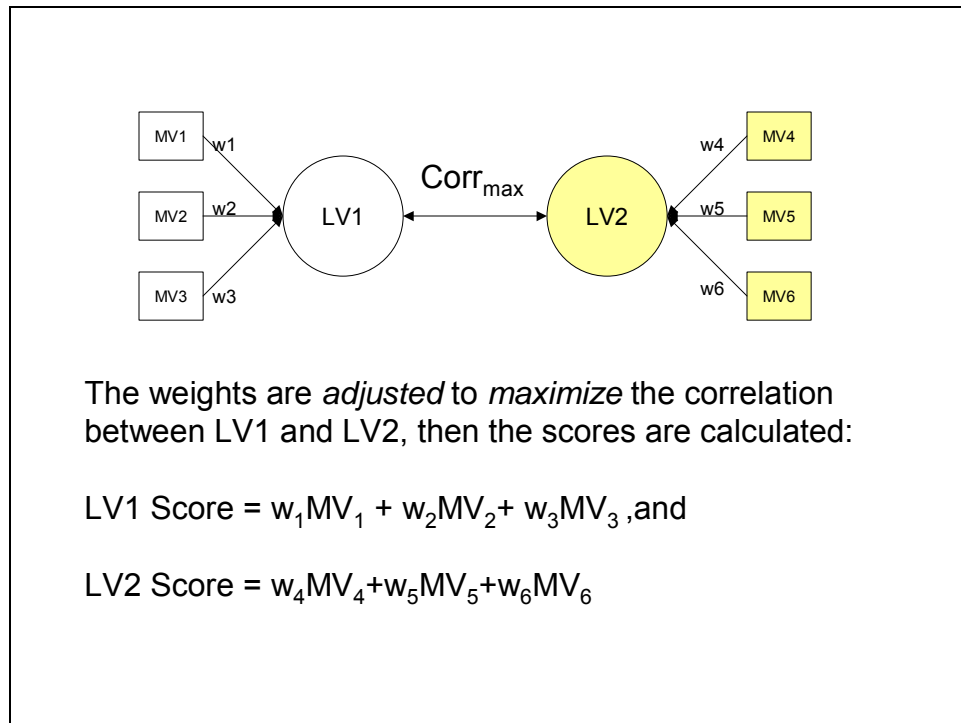 MV1 w1 w4 MV4
Corr_max
MV2 w2 LV1 LV2 w5 MV5
MV3 w3 w6 MV6
The weights are adjusted to maximize the correlation
between LV1 and LV2, then the scores are calculated:
LV1 Score = w₁MV₁ + w₂MV₂+ w₃MV₃ ,and
LV2 Score = w₄MV₄+w₅MV₅+w₆MV₆